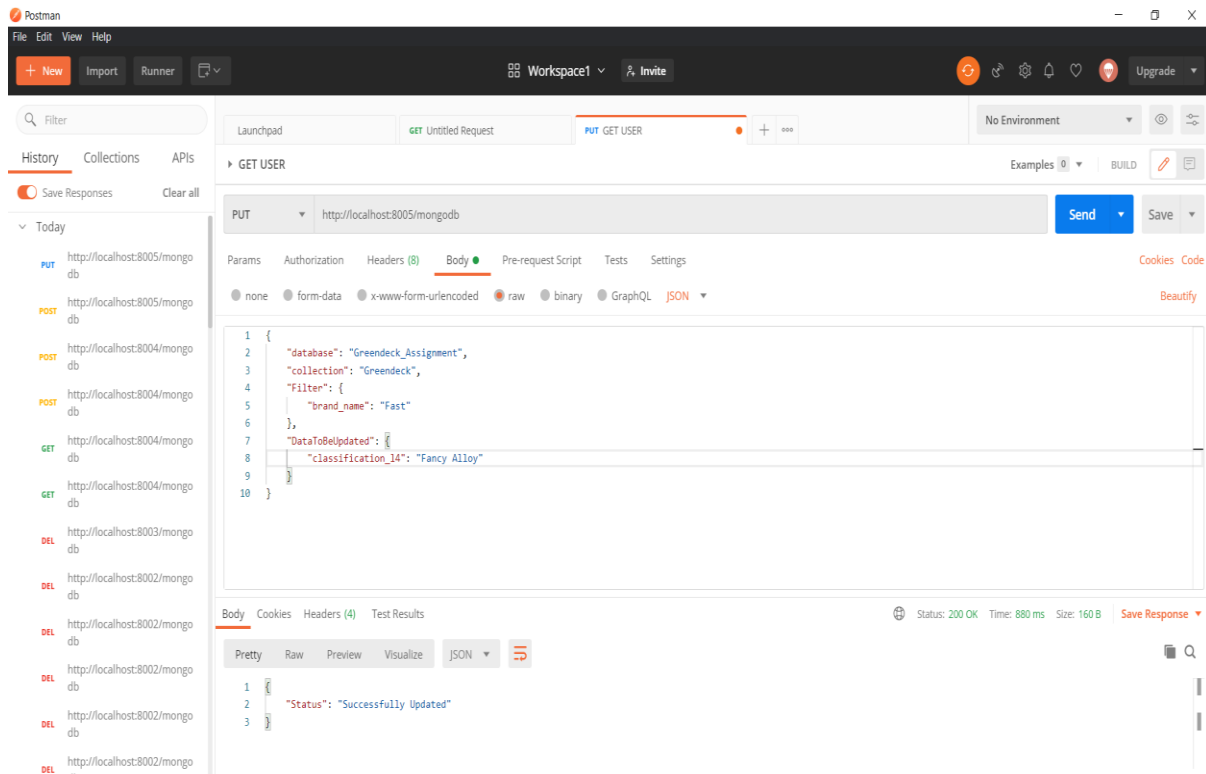 Postman
File Edit View Help
New Import Runner Workspace1 Invite Upgrade
Filter
History Collections APIs
Save Responses Clear all
Today
PUT http://localhost:8005/mongo
db
POST http://localhost:8005/mongo
db
POST http://localhost:8004/mongo
db
POST http://localhost:8004/mongo
db
GET http://localhost:8004/mongo
db
GET http://localhost:8004/mongo
db
DEL http://localhost:8003/mongo
db
DEL http://localhost:8002/mongo
db
DEL http://localhost:8002/mongo
db
DEL http://localhost:8002/mongo
db
DEL http://localhost:8002/mongo
db
DEL http://localhost:8002/mongo
Launchpad GET Untitled Request PUT GET USER No Environment
GET USER Examples 0 BUILD
PUT http://localhost:8005/mongodb Send Save
Params Authorization Headers (8) Body Pre-request Script Tests Settings Cookies Code
none form-data x-www-form-urlencoded raw binary GraphQL JSON Beautify
1 {
2 "database": "Greendeck_Assignment",
3 "collection": "Greendeck",
4 "Filter": {
5 "brand_name": "Fast"
6 },
7 "DataToBeUpdated": {
8 "classification_l4": "Fancy Alloy"
9 }
10 }
Body Cookies Headers (4) Test Results Status: 200 OK Time: 880 ms Size: 160 B Save Response
Pretty Raw Preview Visualize JSON
1 {
2 "Status": "Successfully Updated"
3 }